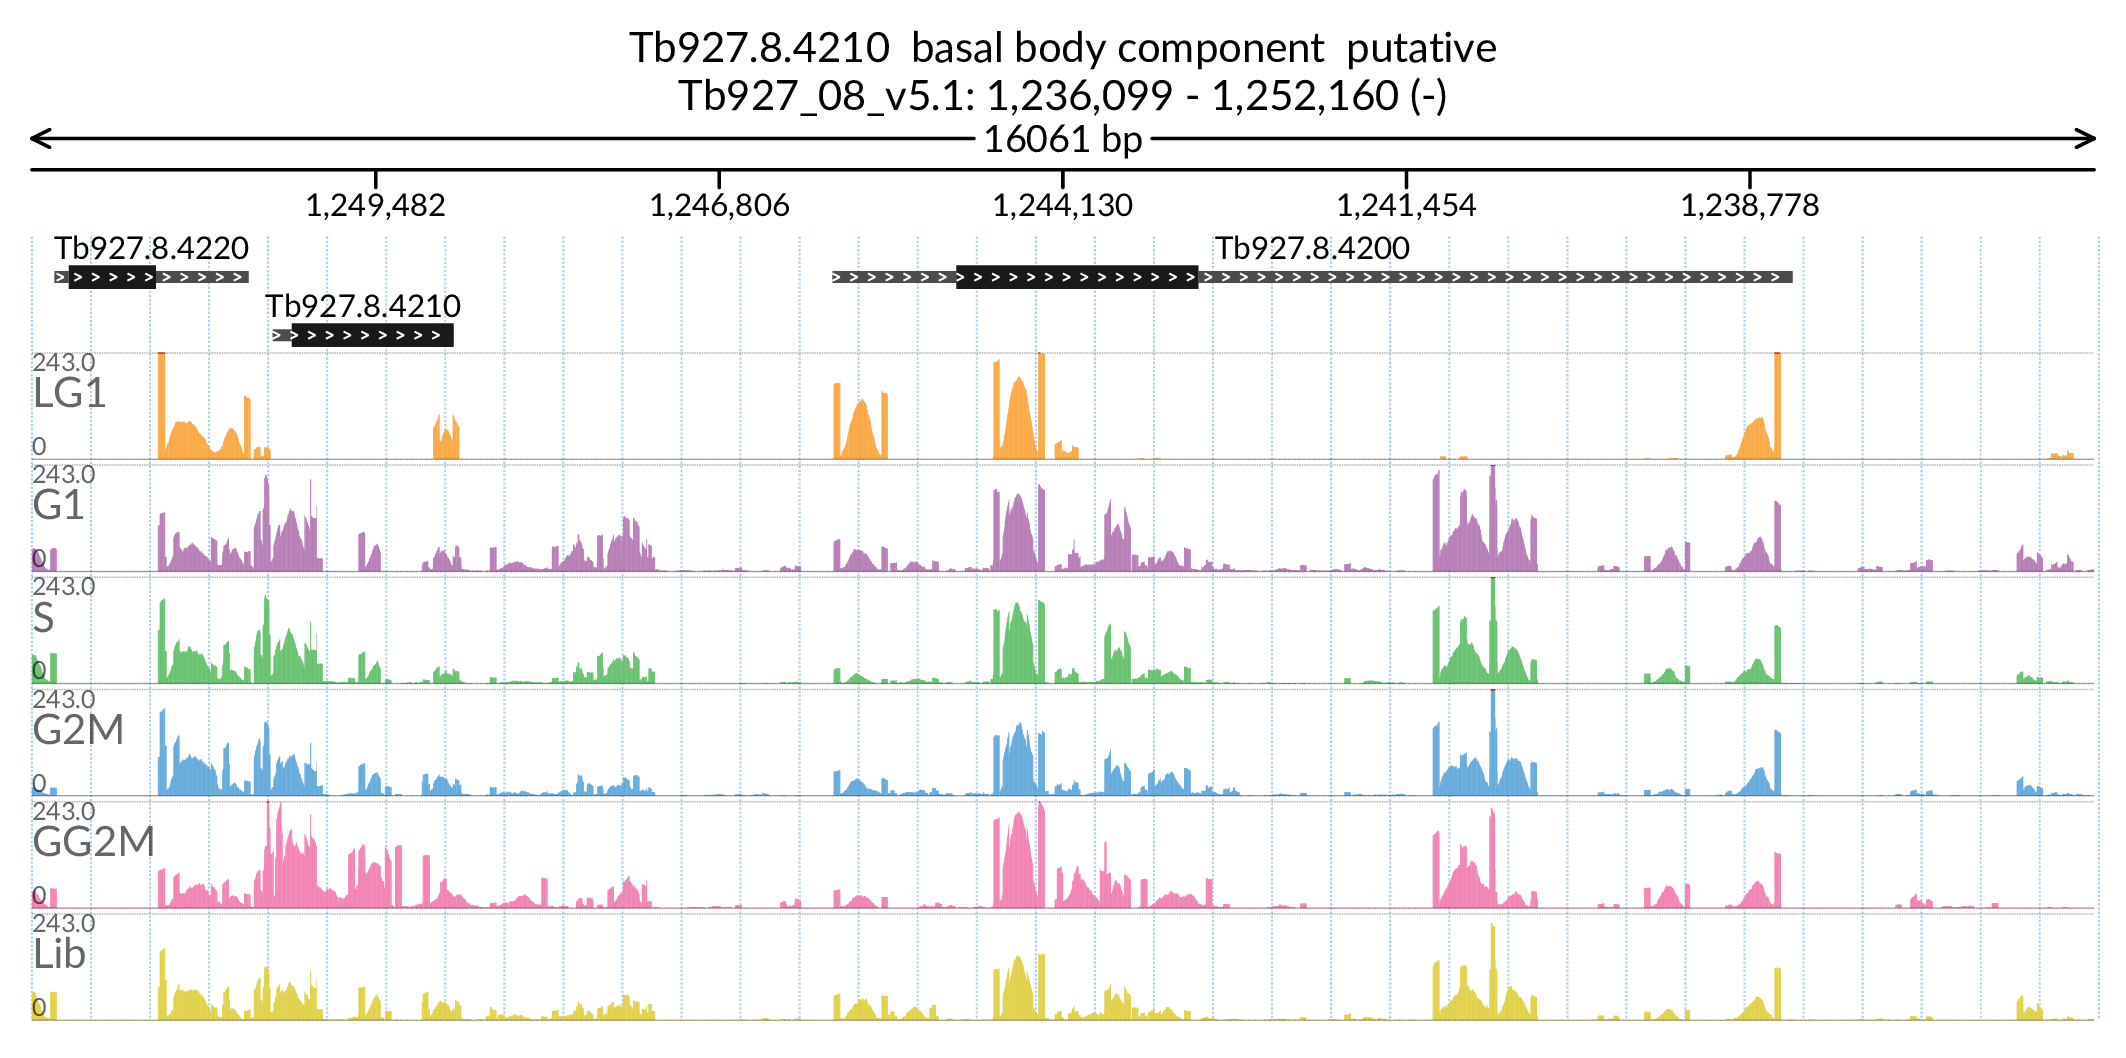 Tb927.8.4210  basal body component  putative
Tb927_08_v5.1: 1,236,099 - 1,252,160 (-)
16061 bp
1,249,482 1,246,806 1,244,130 1,241,454 1,238,778
Tb927.8.4220 Tb927.8.4200
Tb927.8.4210
243.0
LG1
0
243.0
G1
0
243.0
S
0
243.0
G2M
0
243.0
GG2M
0
243.0
Lib
0